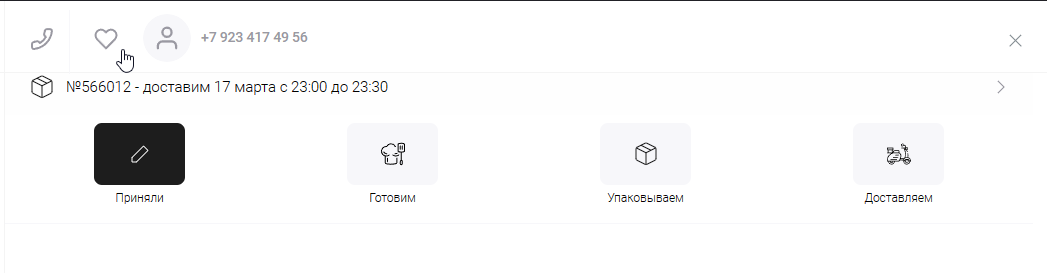 +7 923 417 49 56
№566012 - доставим 17 марта с 23:00 до 23:30
Приняли
Готовим
Упаковываем
Доставляем